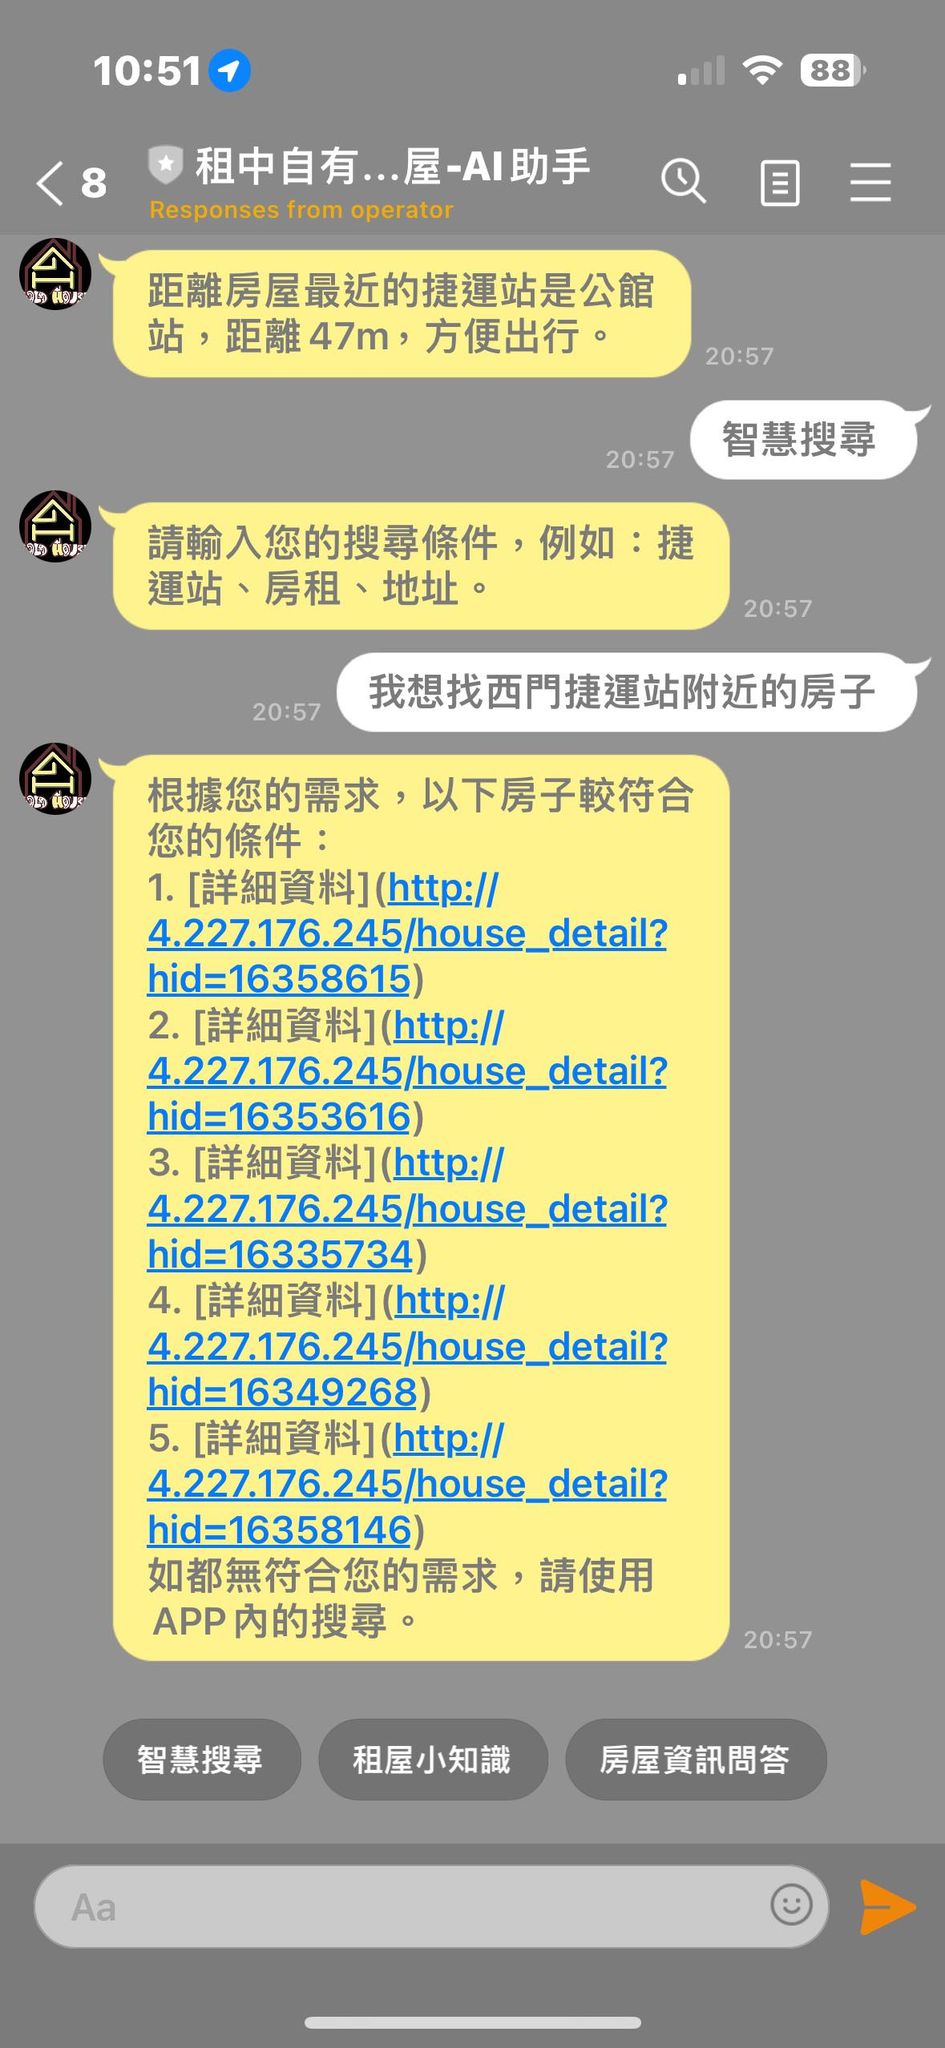 10:51
88
8
租中自有...屋-AI助手
Responses from operator
距離房屋最近的捷運站是公館
站，距離47m，方便出行。
20:57
智慧搜尋
20:57
請輸入您的搜尋條件，例如：捷
運站、房租、地址。
20:57
我想找西門捷運站附近的房子
20:57
根據您的需求，以下房子較符合
您的條件：
1. [詳細資料](http://
4.227.176.245/house_detail?
hid=16358615)
2. [詳細資料](http://
4.227.176.245/house_detail?
hid=16353616)
3. [詳細資料](http://
4.227.176.245/house_detail?
hid=16335734)
4. [詳細資料](http://
4.227.176.245/house_detail?
hid=16349268)
5. [詳細資料](http://
4.227.176.245/house_detail?
hid=16358146)
如都無符合您的需求，請使用
APP內的搜尋。
20:57
智慧搜尋
租屋小知識
房屋資訊問答
Aa